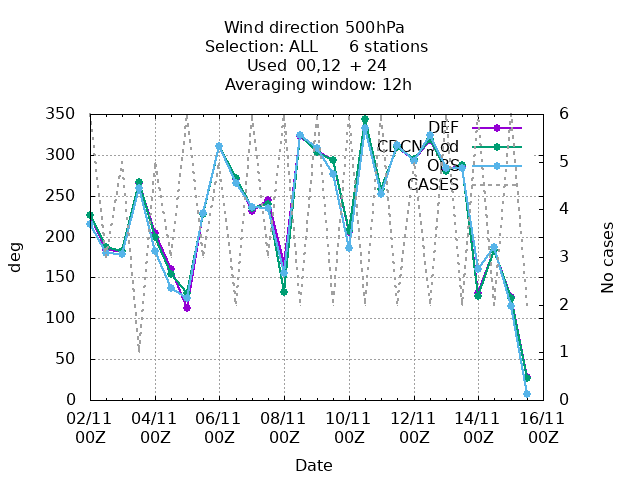 Wind direction 500hPa
Selection: ALL 6 stations
Used 00,12 + 24
Averaging window: 12h
350
300
250
200
150
100
50
0
deg
6
5
4
3
2
1
0
No cases
DEF
CDCN_mod
OBS
CASES
02/11 04/11 06/11 08/11 10/11 12/11 14/11 16/11
00Z 00Z 00Z 00Z 00Z 00Z 00Z 00Z
Date